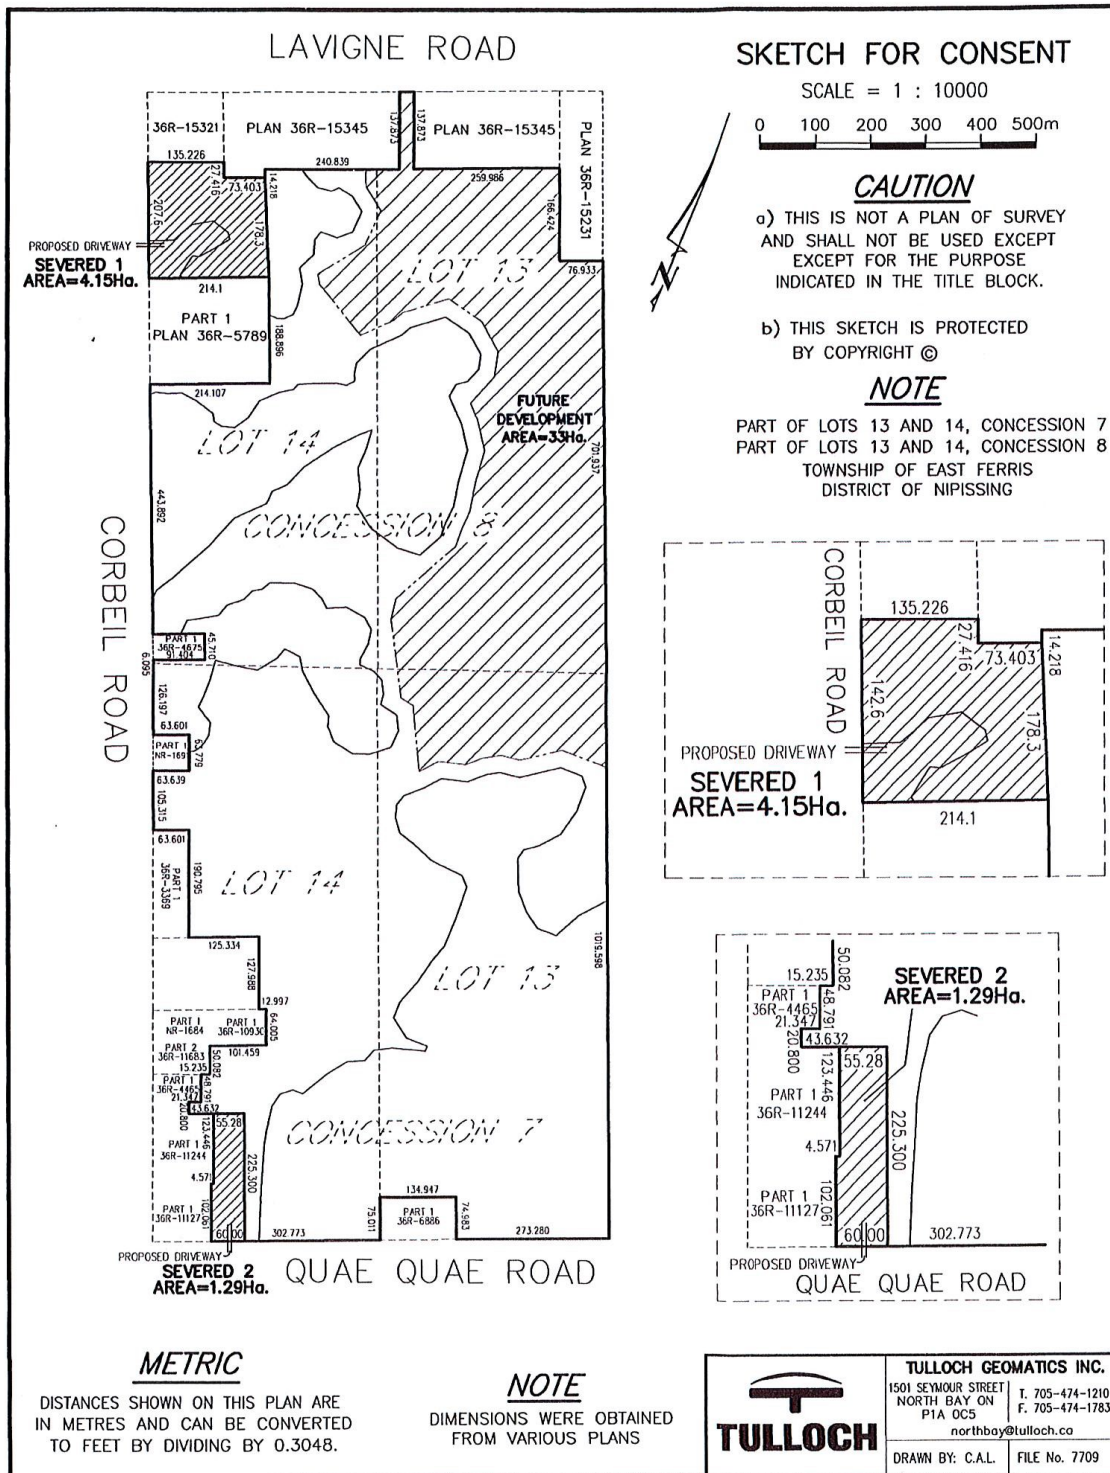 LAVIGNE ROAD
36R-15321
PLAN 36R-15345
137.873
137.873
PLAN 36R-15345
PLAN 36R-15231
135.226
27.416
73.403
14.218
240.839
259.986
166.424
76.933
207.6
178.3
PROPOSED DRIVEWAY
SEVERED 1
AREA=4.15Ha.
214.1
LOT 13
PART 1
PLAN 36R-5789
188.896
214.107
FUTURE
DEVELOPMENT
AREA=33Ha.
LOT 14
701.937
443.892
CONCESSION 8
CORBEIL ROAD
PART 1
36R-4675
91.404
45.710
6.095
126.197
63.601
PART 1
NR-169
63.779
63.639
105.315
63.601
PART 1
36R-3369
190.795
LOT 14
125.334
127.988
LOT 13
1019.598
12.997
PART 1
NR-1684
PART 1
36R-10930
64.005
PART 2
36R-11683
101.459
50.082
15.235
PART 1
36R-4465
48.791
21.347
20.800
43.632
55.28
123.446
PART 1
36R-11244
CONCESSION 7
4.571
225.300
PART 1
36R-11127
102.061
60.00
302.773
75.011
134.947
PART 1
36R-6886
74.983
273.280
PROPOSED DRIVEWAY
SEVERED 2
AREA=1.29Ha.
QUAE QUAE ROAD
SKETCH FOR CONSENT
SCALE = 1 : 10000
0 100 200 300 400 500m
CAUTION
a) THIS IS NOT A PLAN OF SURVEY
AND SHALL NOT BE USED EXCEPT
EXCEPT FOR THE PURPOSE
INDICATED IN THE TITLE BLOCK.
b) THIS SKETCH IS PROTECTED
BY COPYRIGHT ©
N
NOTE
PART OF LOTS 13 AND 14, CONCESSION 7
PART OF LOTS 13 AND 14, CONCESSION 8
TOWNSHIP OF EAST FERRIS
DISTRICT OF NIPISSING
CORBEIL ROAD
135.226
27.416
73.403
14.218
142.6
178.3
PROPOSED DRIVEWAY
SEVERED 1
AREA=4.15Ha.
214.1
50.082
15.235
SEVERED 2
AREA=1.29Ha.
PART 1
36R-4465
48.791
21.347
20.800
43.632
55.28
123.446
PART 1
36R-11244
4.571
225.300
PART 1
36R-11127
102.061
60.00
302.773
PROPOSED DRIVEWAY
QUAE QUAE ROAD
METRIC
DISTANCES SHOWN ON THIS PLAN ARE
IN METRES AND CAN BE CONVERTED
TO FEET BY DIVIDING BY 0.3048.
NOTE
DIMENSIONS WERE OBTAINED
FROM VARIOUS PLANS
TULLOCH
TULLOCH GEOMATICS INC.
1501 SEYMOUR STREET
NORTH BAY ON
P1A 0C5
T. 705-474-1210
F. 705-474-1783
northbay@tulloch.ca
DRAWN BY: C.A.L.
FILE No. 7709